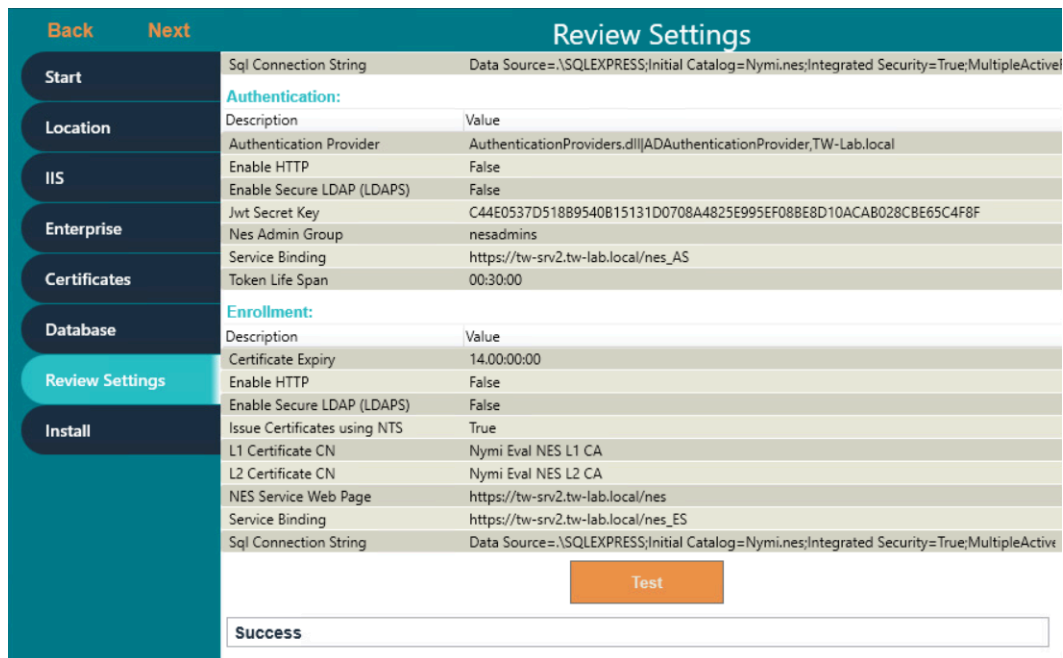 Back Next
Review Settings
Start
Location
IIS
Enterprise
Certificates
Database
Review Settings
Install
Sql Connection String Data Source=.\SQLEXPRESS;Initial Catalog=Nymi.nes;Integrated Security=True;MultipleActive
Authentication:
Description Value
Authentication Provider AuthenticationProviders.dll|ADAuthenticationProvider,TW-Lab.local
Enable HTTP False
Enable Secure LDAP (LDAPS) False
Jwt Secret Key C44E0537D518B9540B15131D0708A4825E995EF08BE8D10ACAB028CBE65C4F8F
Nes Admin Group nesadmins
Service Binding https://tw-srv2.tw-lab.local/nes_AS
Token Life Span 00:30:00
Enrollment:
Description Value
Certificate Expiry 14.00:00:00
Enable HTTP False
Enable Secure LDAP (LDAPS) False
Issue Certificates using NTS True
L1 Certificate CN Nymi Eval NES L1 CA
L2 Certificate CN Nymi Eval NES L2 CA
NES Service Web Page https://tw-srv2.tw-lab.local/nes
Service Binding https://tw-srv2.tw-lab.local/nes_ES
Sql Connection String Data Source=.\SQLEXPRESS;Initial Catalog=Nymi.nes;Integrated Security=True;MultipleActive
Test
Success